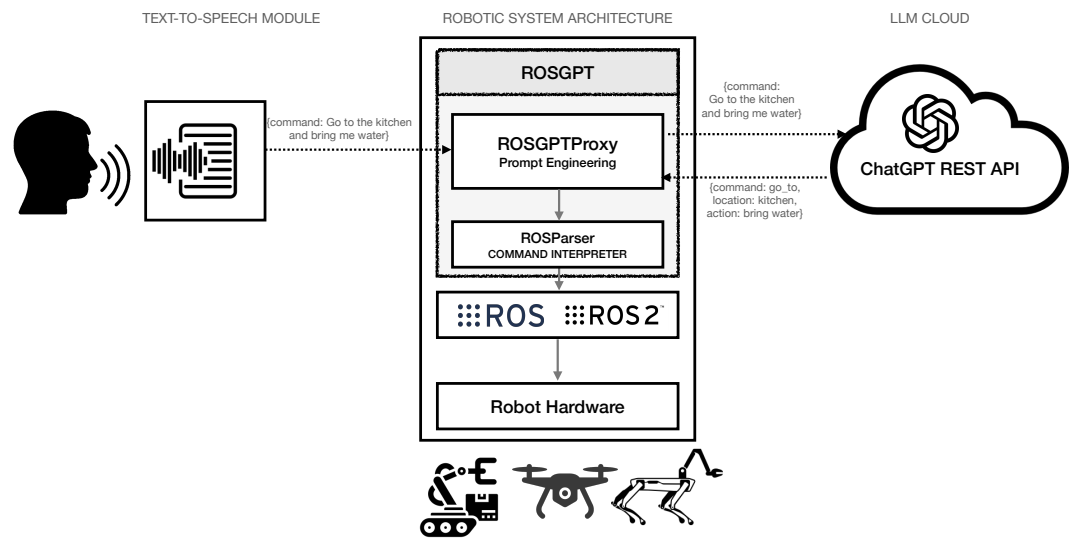 TEXT-TO-SPEECH MODULE
ROBOTIC SYSTEM ARCHITECTURE
LLM CLOUD
ROSGPT
{command: Go to the kitchen
and bring me water}
ROSGPTProxy
Prompt Engineering
{command:
Go to the kitchen
and bring me water}
ChatGPT REST API
{command: go_to,
location: kitchen,
action: bring water}
ROSParser
COMMAND INTERPRETER
ROS
ROS 2™
Robot Hardware